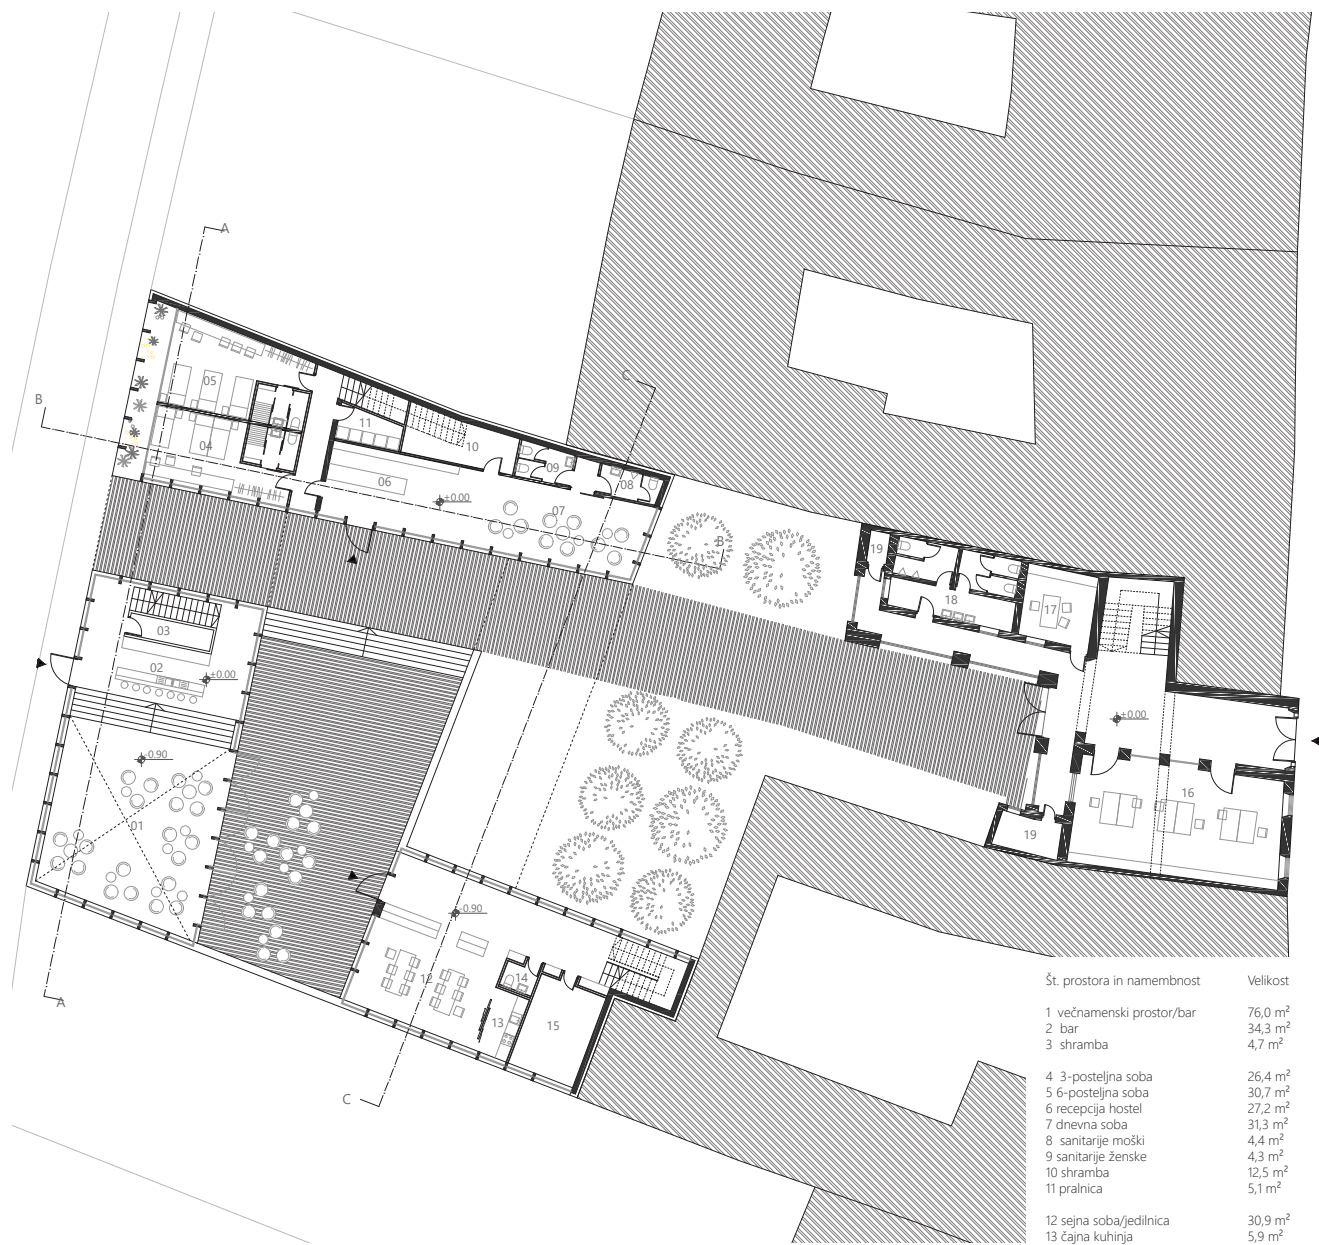 A
B
C
05
04
11
10
09
08
06
±0.00
07
B
19
18
17
03
02
±0.00
±0.00
-0.90
01
16
19
-0.90
12
14
13
15
A
C
Št. prostora in namembnost Velikost
1 večnamenski prostor/bar 76,0 m²
2 bar 34,3 m²
3 shramba 4,7 m²
4 3-posteljna soba 26,4 m²
5 6-posteljna soba 30,7 m²
6 recepcija hostel 27,2 m²
7 dnevna soba 31,3 m²
8 sanitarije moški 4,4 m²
9 sanitarije ženske 4,3 m²
10 shramba 12,5 m²
11 pralnica 5,1 m²
12 sejna soba/jedilnica 30,9 m²
13 čajna kuhinja 5,9 m²